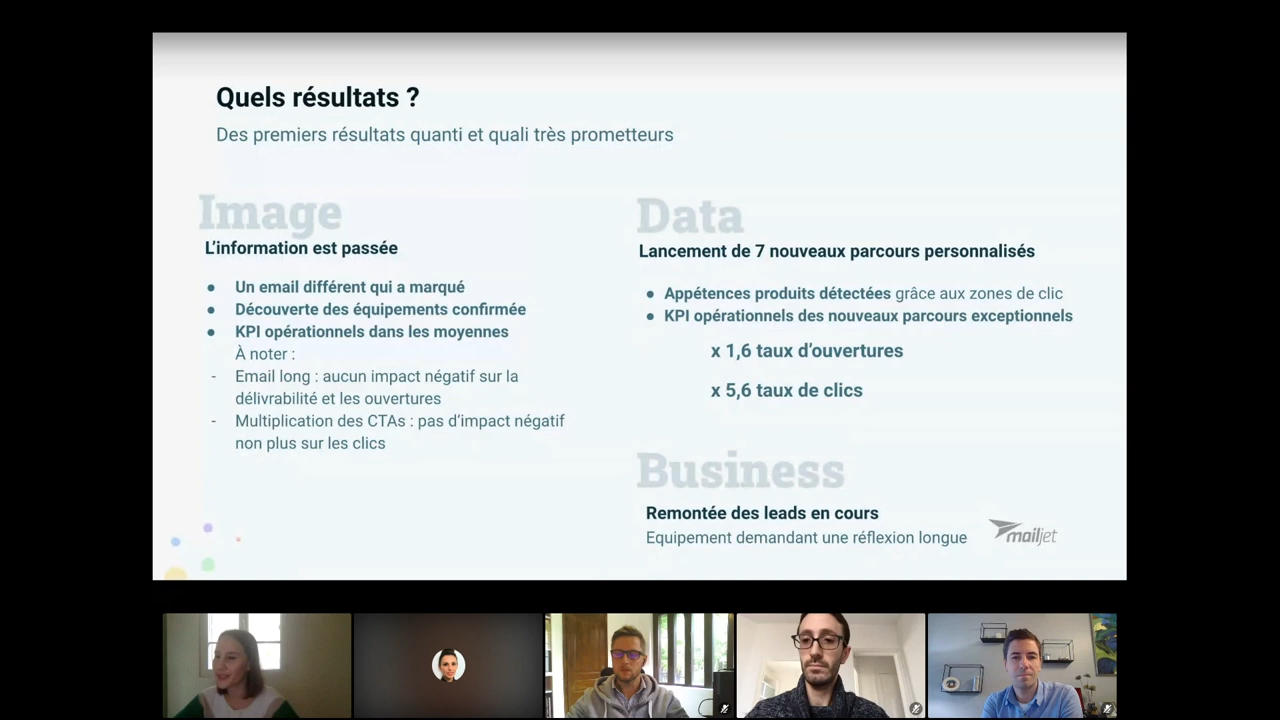 Quels résultats ?
Des premiers résultats quanti et quali très prometteurs
Image
L'information est passée
● Un email différent qui a marqué
● Découverte des équipements confirmée
● KPI opérationnels dans les moyennes
À noter :
- Email long : aucun impact négatif sur la
délivrabilité et les ouvertures
- Multiplication des CTAs : pas d'impact négatif
non plus sur les clics
Data
Lancement de 7 nouveaux parcours personnalisés
● Appétences produits détectées grâce aux zones de clic
● KPI opérationnels des nouveaux parcours exceptionnels
x 1,6 taux d'ouvertures
x 5,6 taux de clics
Business
Remontée des leads en cours
Equipement demandant une réflexion longue
mailjet